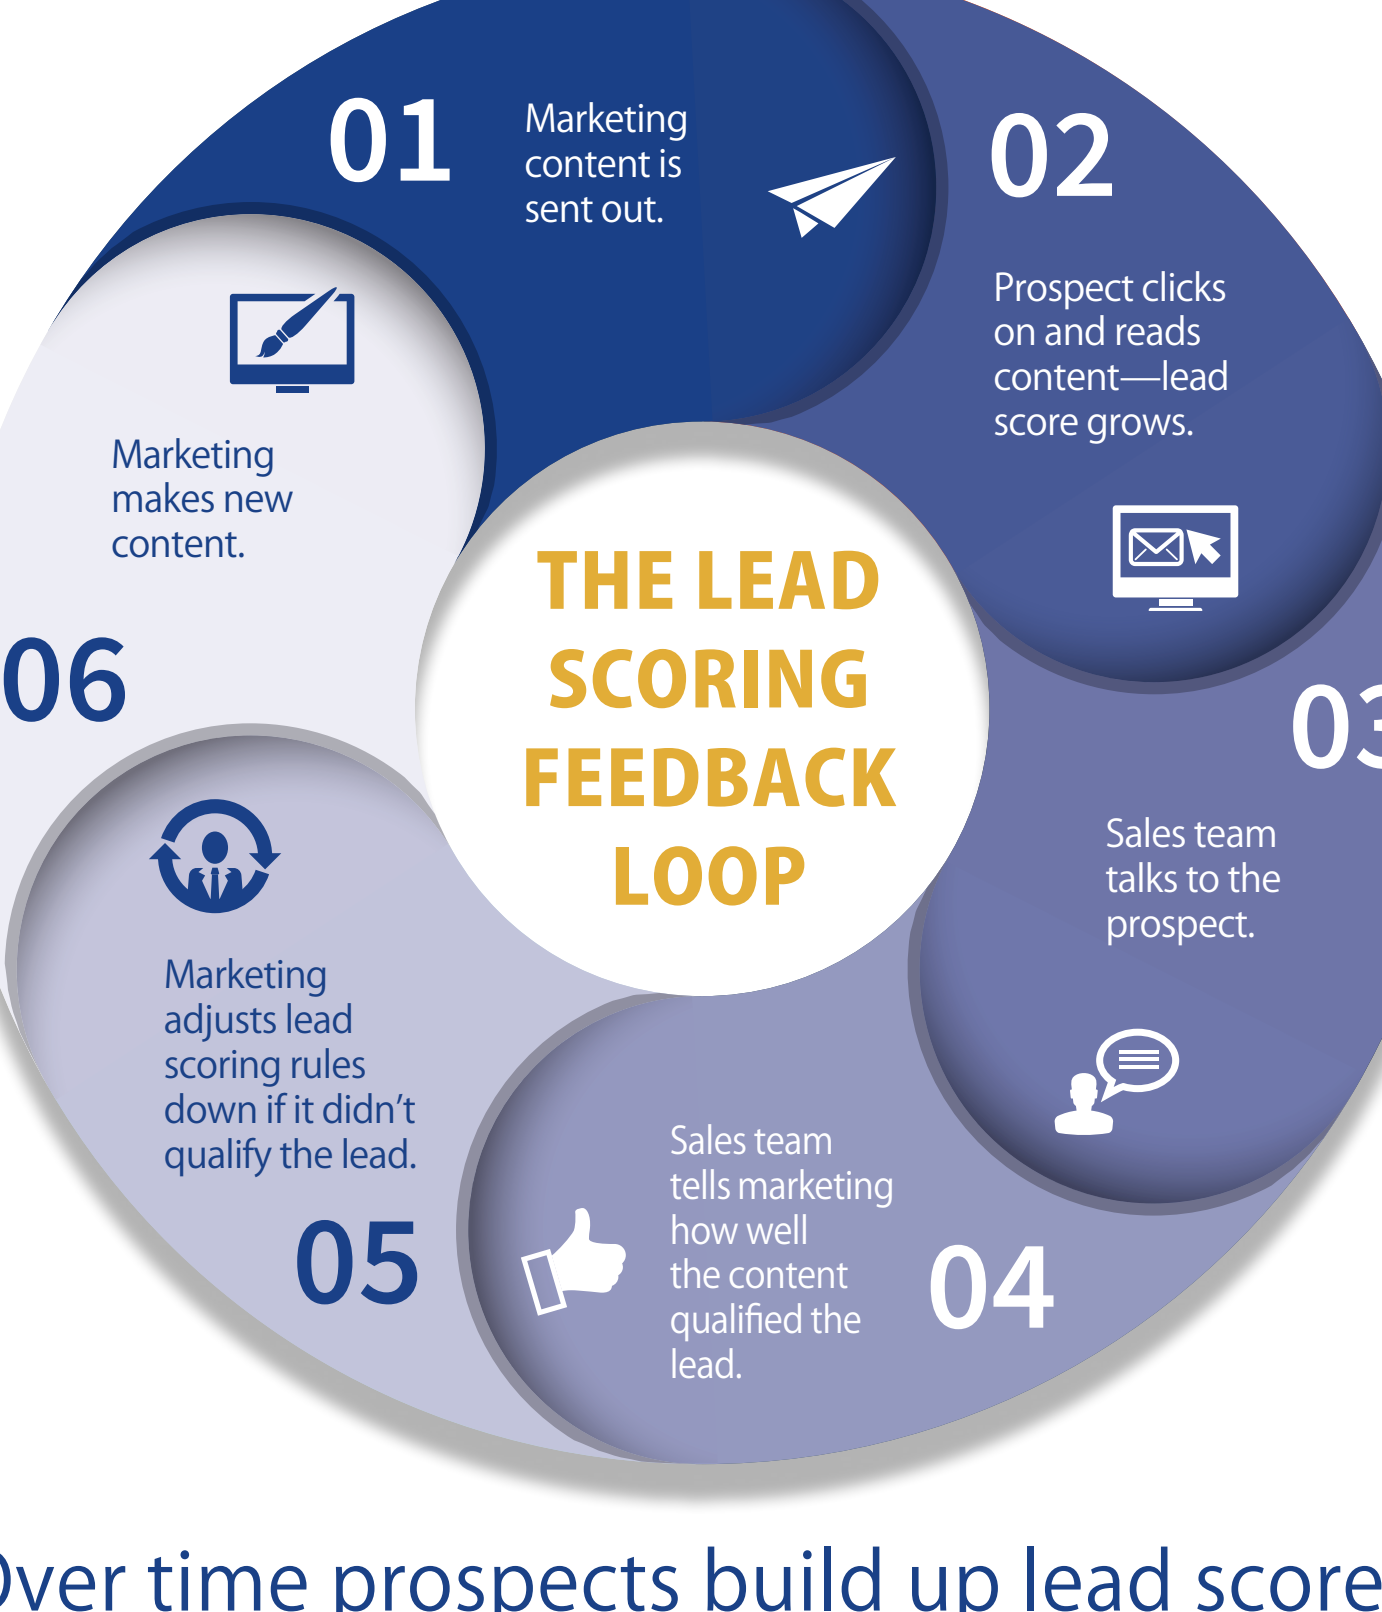 THE LEAD
SCORING
FEEDBACK
LOOP
01
Marketing
content is
sent out.
02
Prospect clicks
on and reads
content—lead
score grows.
03
Sales team
talks to the
prospect.
04
Sales team
tells marketing
how well
the content
qualified the
lead.
05
Marketing
adjusts lead
scoring rules
down if it didn't
qualify the lead.
06
Marketing
makes new
content.
Over time prospects build up lead score